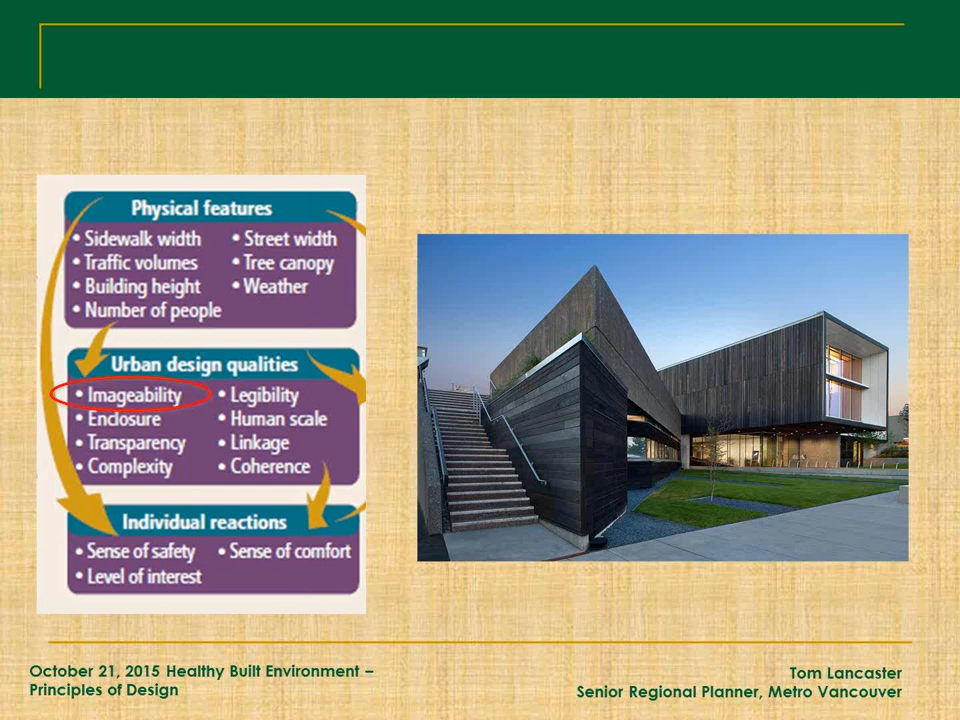 Physical features
• Sidewalk width • Street width
• Traffic volumes • Tree canopy
• Building height • Weather
• Number of people
Urban design qualities
• Imageability • Legibility
• Enclosure • Human scale
• Transparency • Linkage
• Complexity • Coherence
Individual reactions
• Sense of safety • Sense of comfort
• Level of interest
October 21, 2015 Healthy Built Environment –
Principles of Design
Tom Lancaster
Senior Regional Planner, Metro Vancouver